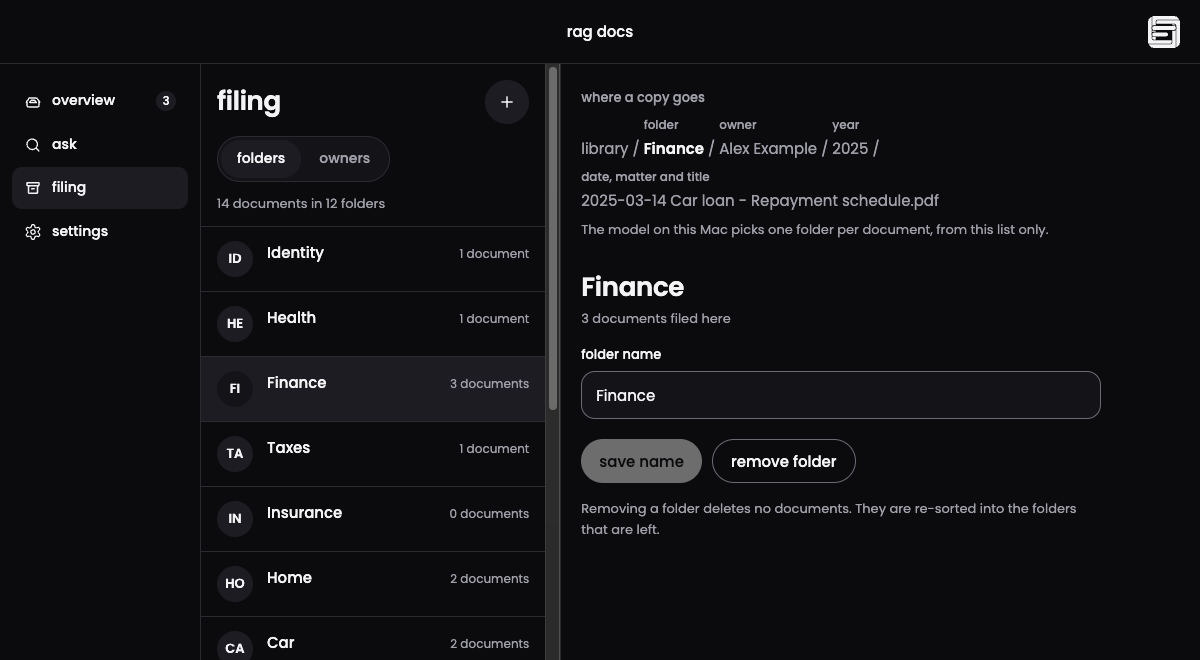 rag docs
overview 3
ask
filing
settings
filing
+
folders owners
14 documents in 12 folders
ID Identity 1 document
HE Health 1 document
FI Finance 3 documents
TA Taxes 1 document
IN Insurance 0 documents
HO Home 2 documents
CA Car 2 documents
where a copy goes
folder owner year
library / Finance / Alex Example / 2025 /
date, matter and title
2025-03-14 Car loan - Repayment schedule.pdf
The model on this Mac picks one folder per document, from this list only.
Finance
3 documents filed here
folder name
Finance
save name remove folder
Removing a folder deletes no documents. They are re-sorted into the folders
that are left.